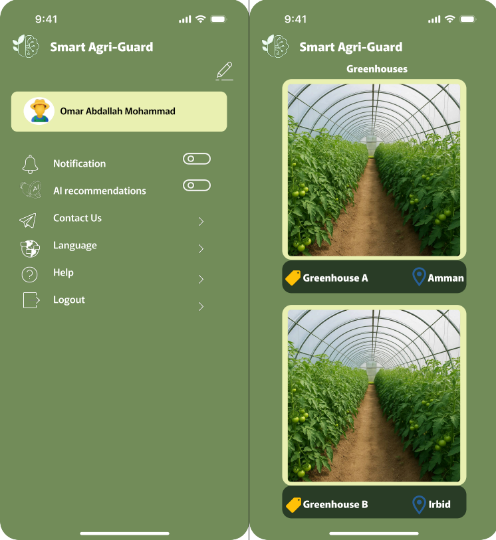 9:41
Smart Agri-Guard
Omar Abdallah Mohammad
Notification
AI recommendations
Contact Us
Language
Help
Logout
9:41
Smart Agri-Guard
Greenhouses
Greenhouse A
Amman
Greenhouse B
Irbid